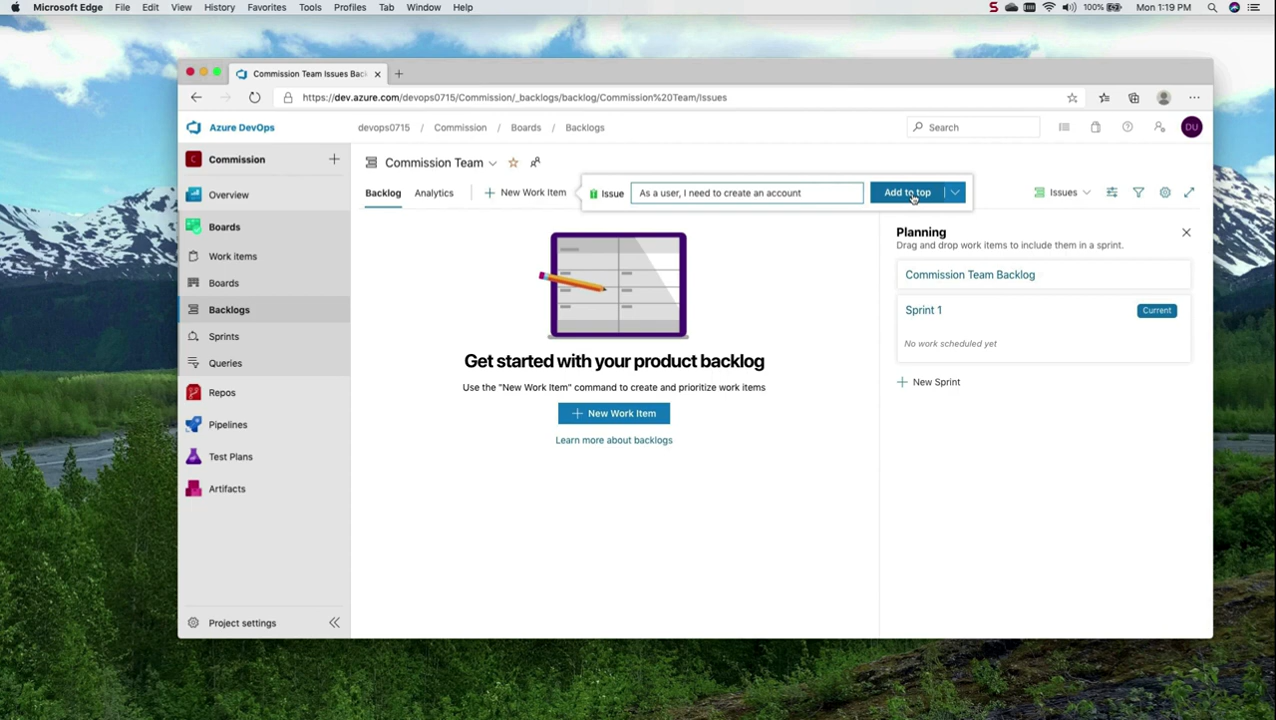 Microsoft Edge File Edit View History Favorites Tools Profiles Tab Window Help 100% Mon 1:19 PM
Commission Team Issues Bac
https://dev.azure.com/devops0715/Commission/_backlogs/backlog/Commission%20Team/Issues
Azure DevOps devops0715 / Commission / Boards / Backlogs Search DU
C Commission
Commission Team
Overview
Backlog Analytics New Work Item Issue As a user, I need to create an account Add to top Issues
Boards
Work items
Boards
Backlogs
Sprints
Queries
Repos
Pipelines
Test Plans
Artifacts
Project settings
Get started with your product backlog
Use the "New Work Item" command to create and prioritize work items
New Work Item
Learn more about backlogs
Planning
Drag and drop work items to include them in a sprint.
Commission Team Backlog
Sprint 1 Current
No work scheduled yet
New Sprint